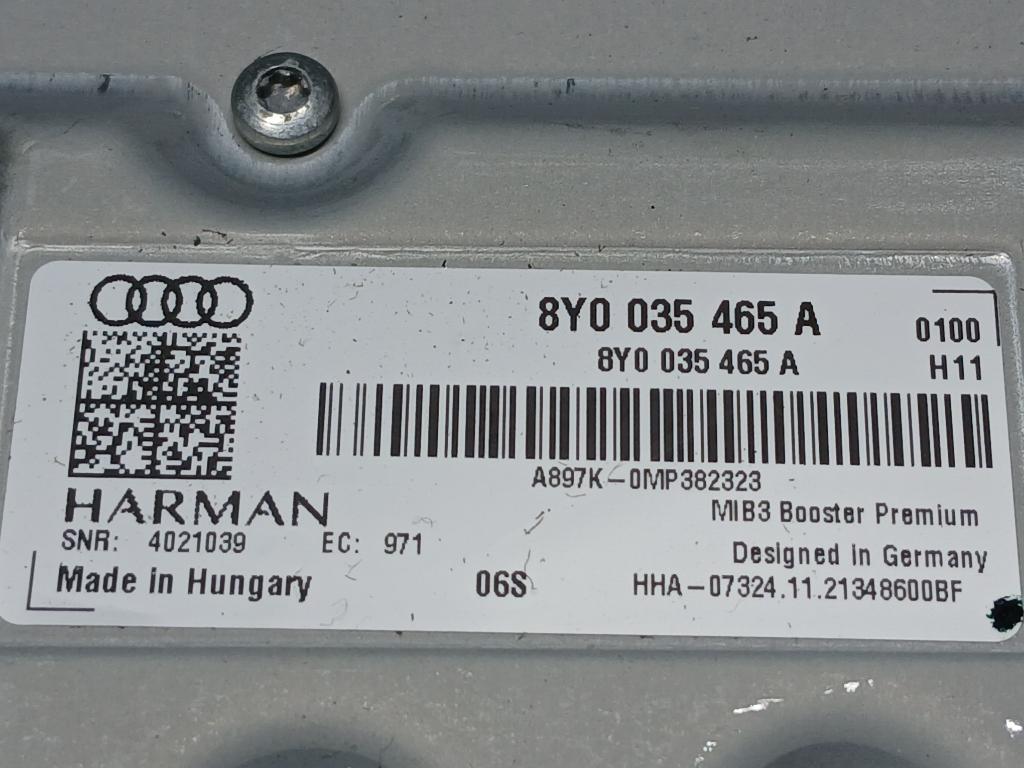 8Y0 035 465 A
0100
8Y0 035 465 A
H11
A897K-0MP382323
HARMAN
MIB3 Booster Premium
SNR: 4021039 EC: 971
Designed in Germany
Made in Hungary 06S HHA-07324.11.21348600BF